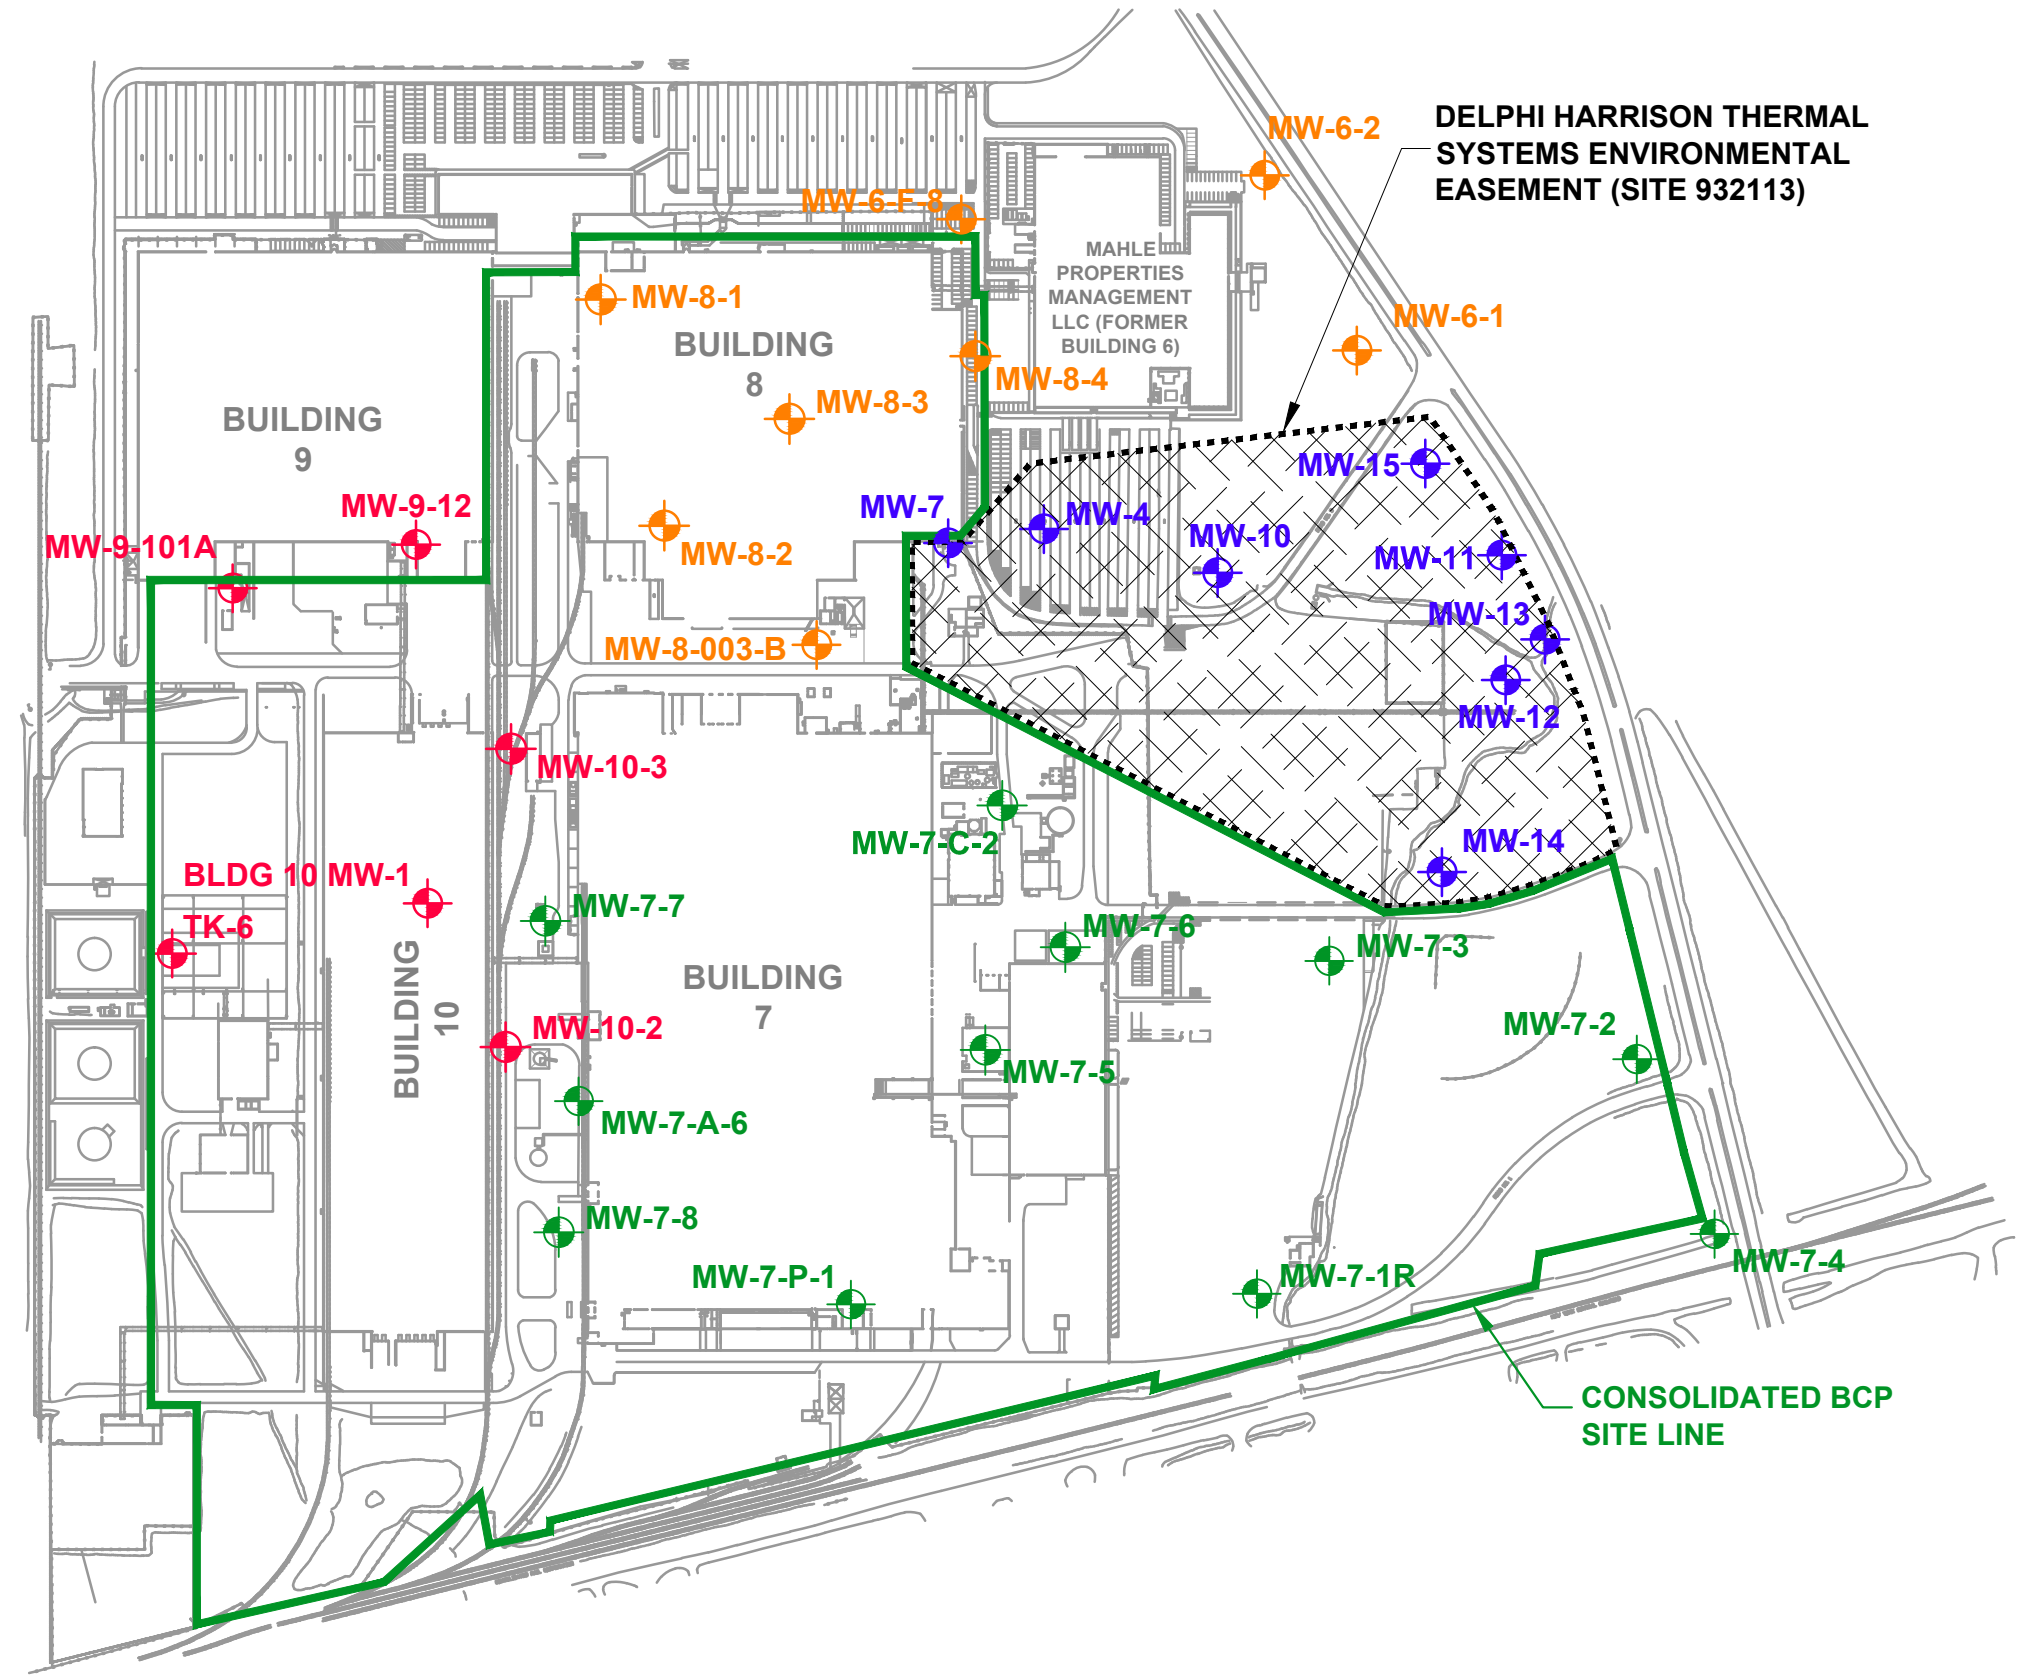 DELPHI HARRISON THERMAL
SYSTEMS ENVIRONMENTAL
EASEMENT (SITE 932113)
MW-6-2
MW-6-F-8
MAHLE
PROPERTIES
MANAGEMENT
LLC (FORMER
BUILDING 6)
MW-8-1
MW-6-1
BUILDING
8
MW-8-4
MW-8-3
BUILDING
9
MW-15
MW-9-12
MW-7
MW-4
MW-10
MW-9-101A
MW-8-2
MW-11
MW-13
MW-8-003-B
MW-12
MW-10-3
MW-7-C-2
MW-14
BLDG 10 MW-1
MW-7-7
TK-6
MW-7-6
MW-7-3
BUILDING
7
BUILDING
10
MW-10-2
MW-7-2
MW-7-5
MW-7-A-6
MW-7-8
MW-7-4
MW-7-P-1
MW-7-1R
CONSOLIDATED BCP
SITE LINE